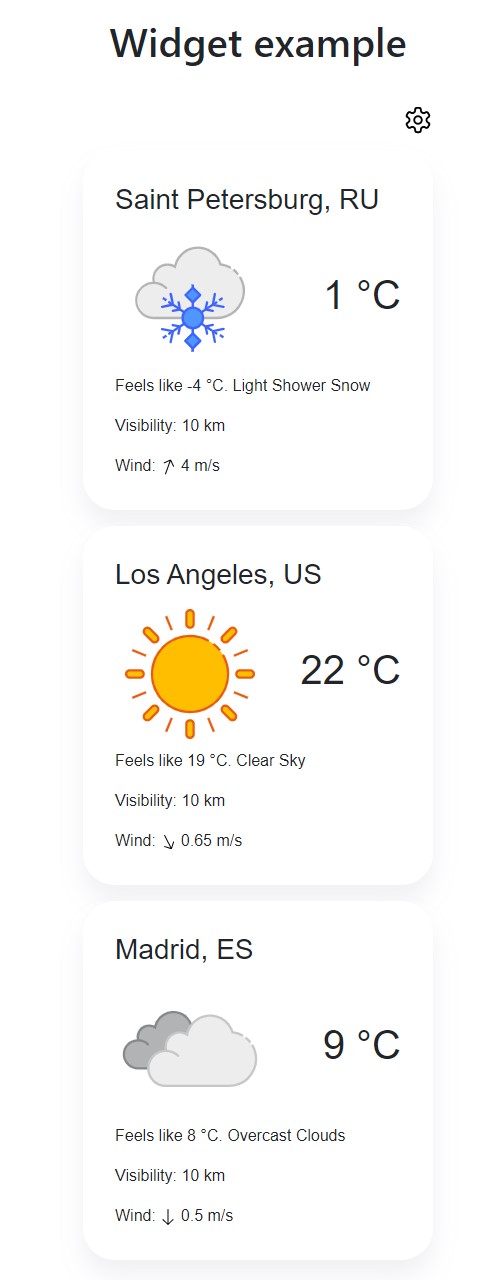 Widget example
Saint Petersburg, RU
1 °C
Feels like -4 °C. Light Shower Snow
Visibility: 10 km
Wind: ↑ 4 m/s
Los Angeles, US
22 °C
Feels like 19 °C. Clear Sky
Visibility: 10 km
Wind: ↘ 0.65 m/s
Madrid, ES
9 °C
Feels like 8 °C. Overcast Clouds
Visibility: 10 km
Wind: ↓ 0.5 m/s